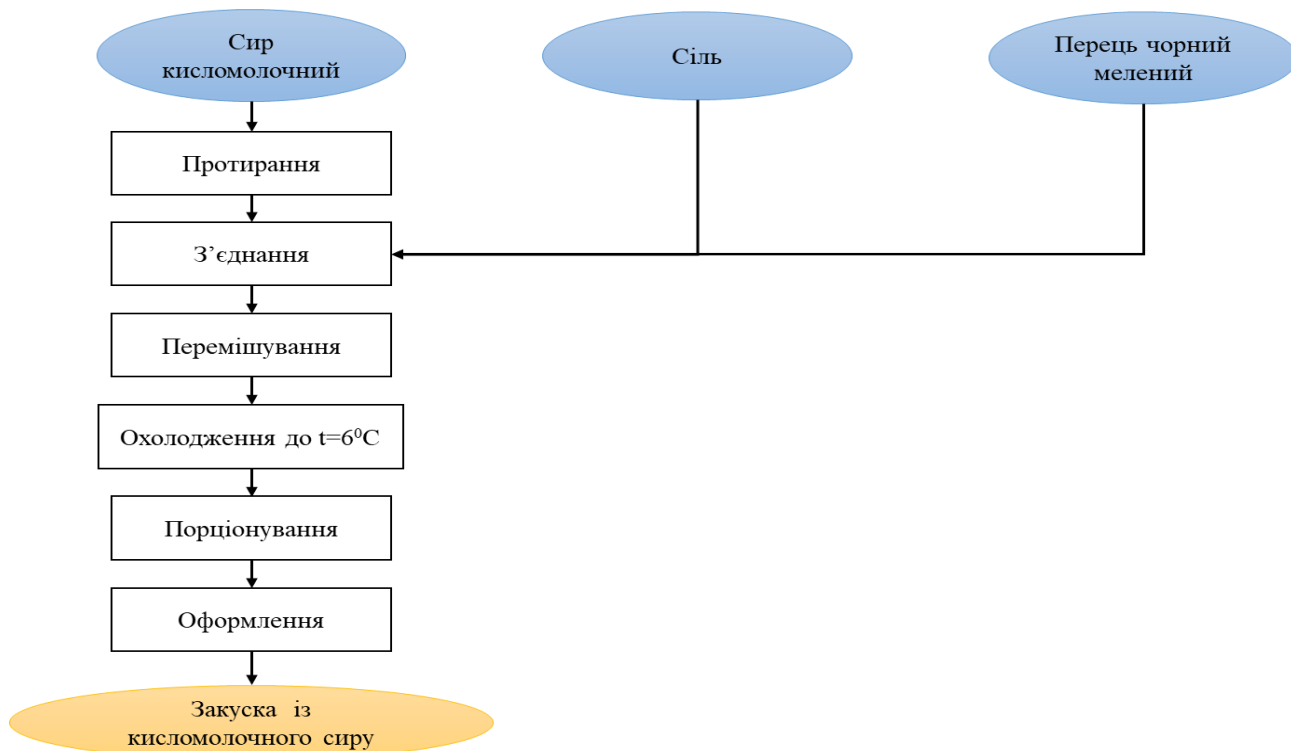 Сир
кисломолочний
Сіль
Перець чорний
мелений
Протирання
З’єднання
Перемішування
Охолодження до t=6⁰С
Порціонування
Оформлення
Закуска із
кисломолочного сиру